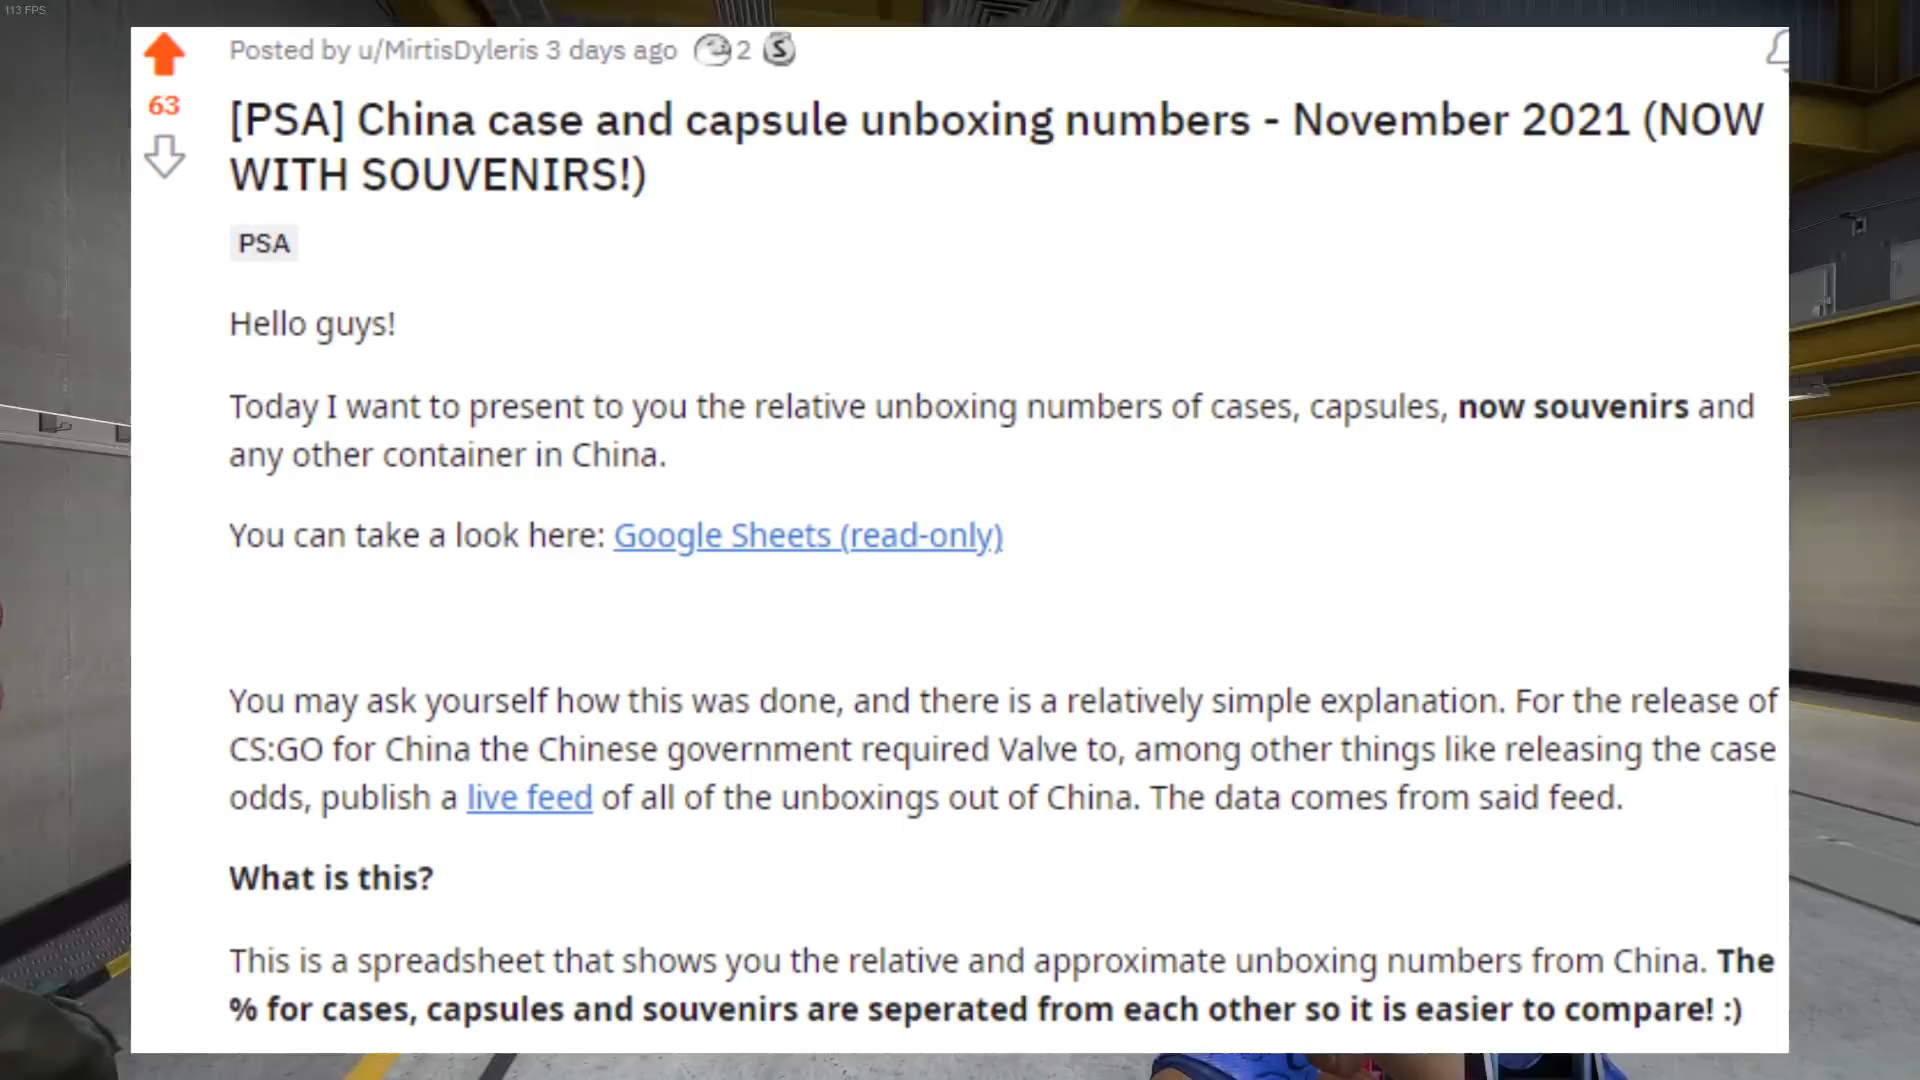 113 FPS
Posted by u/MirtisDyleris 3 days ago 2 S
63
[PSA] China case and capsule unboxing numbers - November 2021 (NOW
WITH SOUVENIRS!)
PSA
Hello guys!
Today I want to present to you the relative unboxing numbers of cases, capsules, now souvenirs and
any other container in China.
You can take a look here: Google Sheets (read-only)
You may ask yourself how this was done, and there is a relatively simple explanation. For the release of
CS:GO for China the Chinese government required Valve to, among other things like releasing the case
odds, publish a live feed of all of the unboxings out of China. The data comes from said feed.
What is this?
This is a spreadsheet that shows you the relative and approximate unboxing numbers from China. The
% for cases, capsules and souvenirs are seperated from each other so it is easier to compare! :)